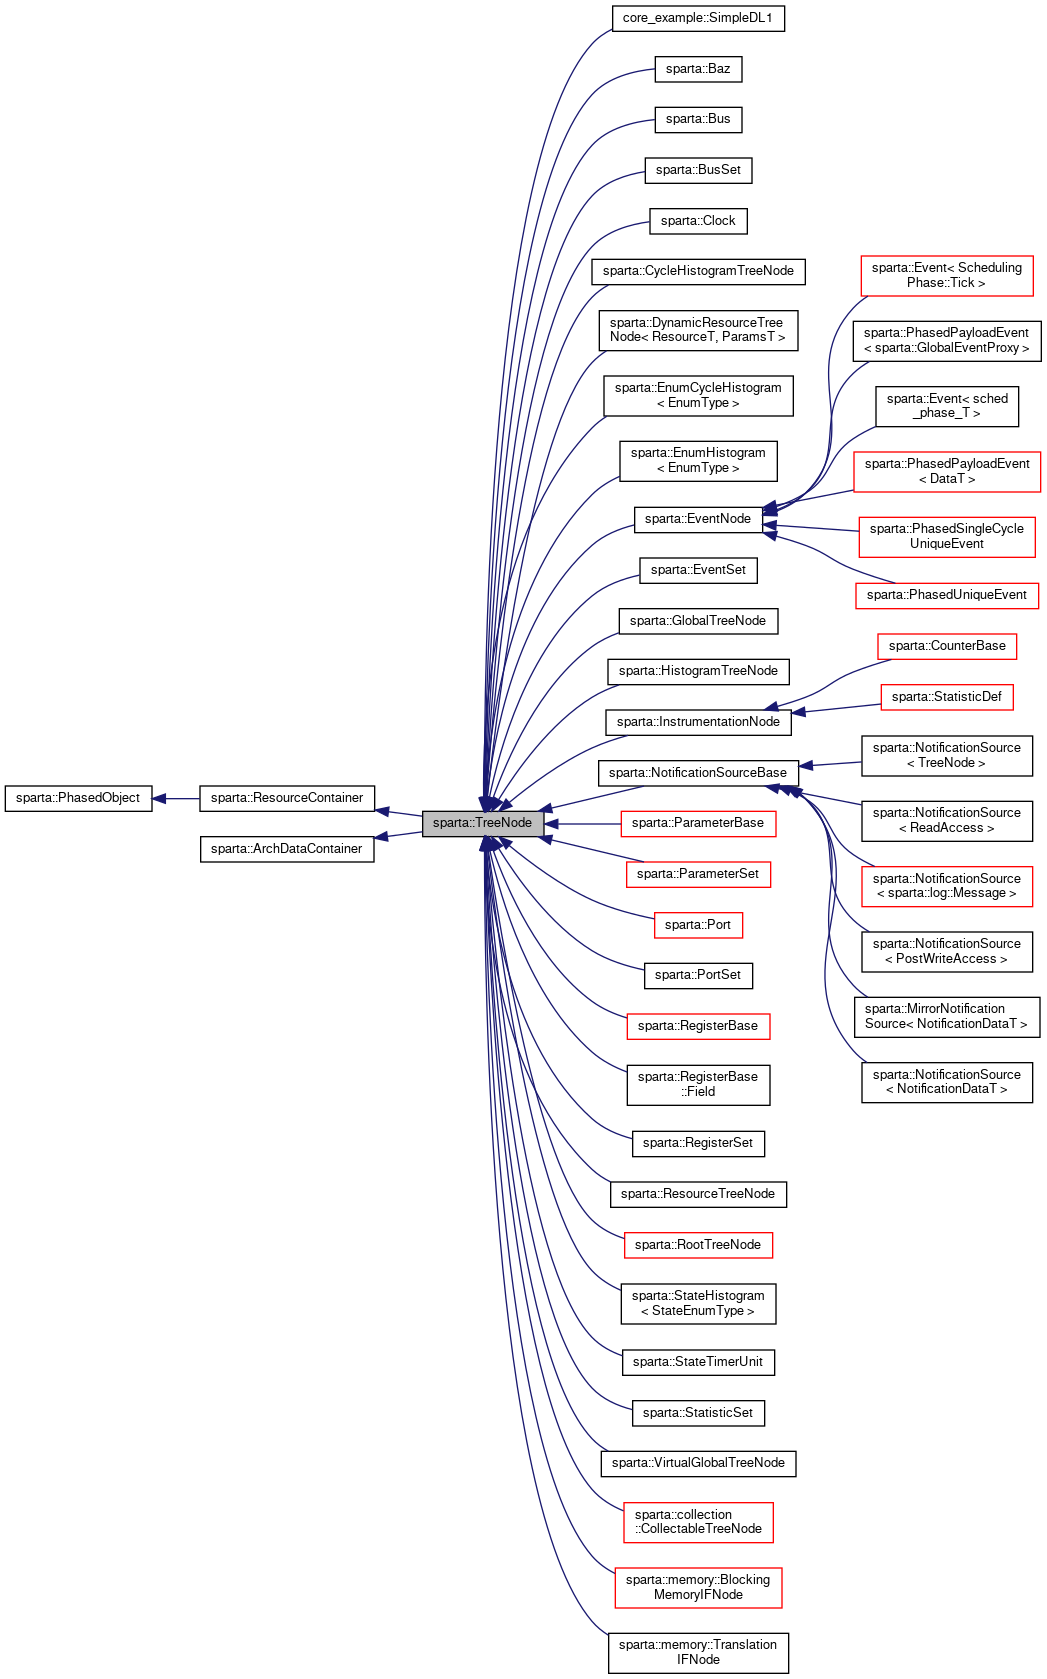 core_example::SimpleDL1
sparta::Baz
sparta::Bus
sparta::BusSet
sparta::Clock
sparta::CycleHistogramTreeNode
sparta::DynamicResourceTree
Node< ResourceT, ParamsT >
sparta::EnumCycleHistogram
< EnumType >
sparta::EnumHistogram
< EnumType >
sparta::EventNode
sparta::EventSet
sparta::GlobalTreeNode
sparta::HistogramTreeNode
sparta::InstrumentationNode
sparta::NotificationSourceBase
sparta::ParameterBase
sparta::ParameterSet
sparta::Port
sparta::PortSet
sparta::RegisterBase
sparta::RegisterBase
::Field
sparta::RegisterSet
sparta::ResourceTreeNode
sparta::RootTreeNode
sparta::StateHistogram
< StateEnumType >
sparta::StateTimerUnit
sparta::StatisticSet
sparta::VirtualGlobalTreeNode
sparta::collection
::CollectableTreeNode
sparta::memory::Blocking
MemoryIFNode
sparta::memory::Translation
IFNode
sparta::PhasedObject
sparta::ResourceContainer
sparta::ArchDataContainer
sparta::TreeNode
sparta::Event< Scheduling
Phase::Tick >
sparta::PhasedPayloadEvent
< sparta::GlobalEventProxy >
sparta::Event< sched
_phase_T >
sparta::PhasedPayloadEvent
< DataT >
sparta::PhasedSingleCycle
UniqueEvent
sparta::PhasedUniqueEvent
sparta::CounterBase
sparta::StatisticDef
sparta::NotificationSource
< TreeNode >
sparta::NotificationSource
< ReadAccess >
sparta::NotificationSource
< sparta::log::Message >
sparta::NotificationSource
< PostWriteAccess >
sparta::MirrorNotification
Source< NotificationDataT >
sparta::NotificationSource
< NotificationDataT >